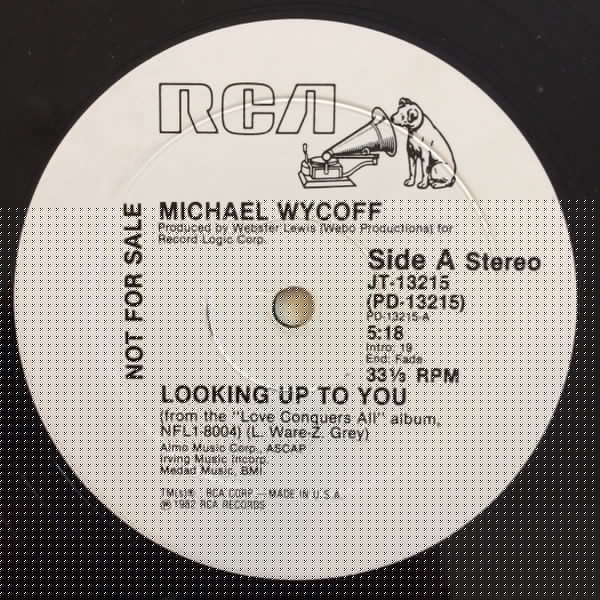 RCA
NOT FOR SALE
MICHAEL WYCOFF
Produced by Webster Lewis (Webo Productions) for
Record Logic Corp.
Side A Stereo
JT-13215
(PD-13215)
PD-13215-A
5:18
Intro: 19
End: Fade
33⅓ RPM
LOOKING UP TO YOU
(from the "Love Conquers All" album,
NFL1-8004) (L. Ware-Z. Grey)
Almo Music Corp., ASCAP
Irving Music Incorp.
Medad Music, BMI
TM(s)® RCA CORP.—MADE IN U.S.A.
℗ 1982 RCA RECORDS